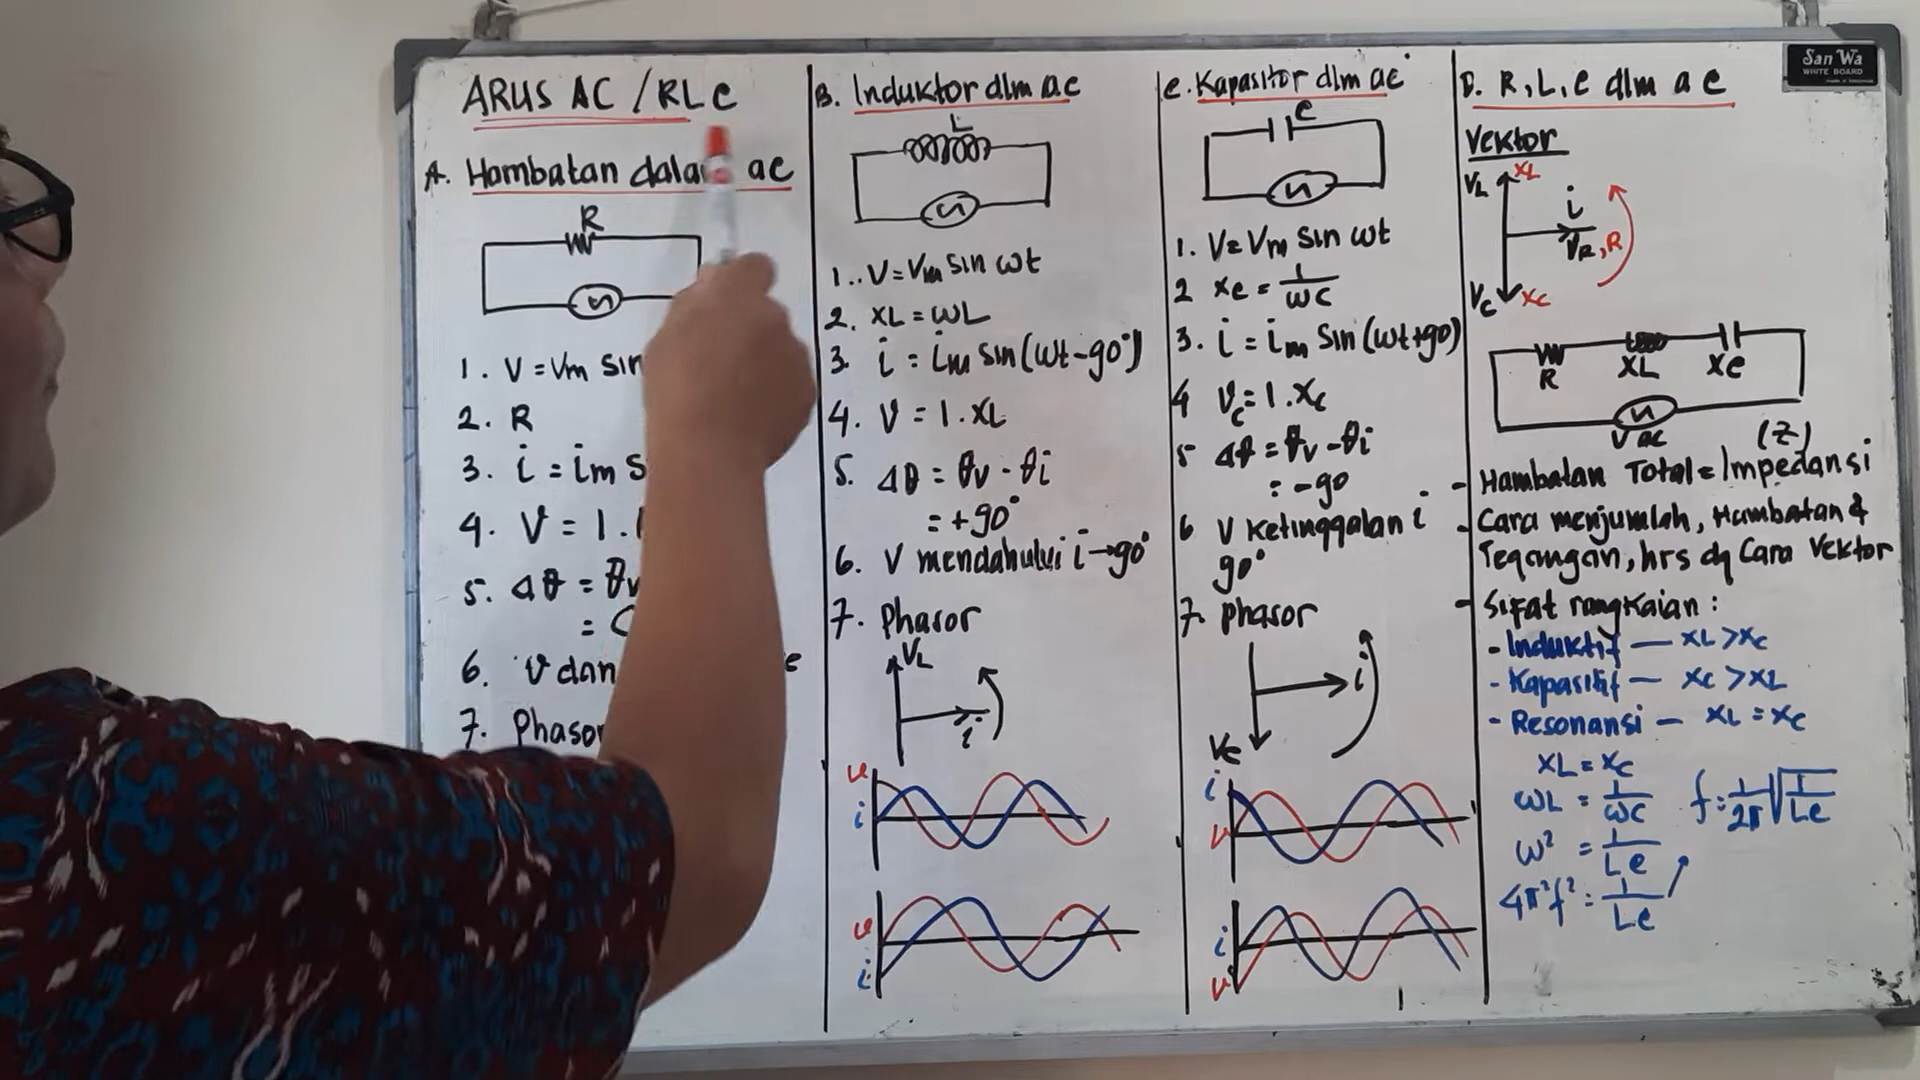 ARUS AC / RLC
A. Hambatan dalam ac
R
1. V = Vm sin
2. R
3. i = im s
4. V = 1.
5. Δθ = θv
=
6. V dan
7. Phasor
B. Induktor dlm ac
L
1.. V = Vm sin ωt
2. XL = ωL
3. i = im sin (ωt - 90°)
4. V = 1. XL
5. Δθ = θv - θi
= +90°
6. V mendahului i → 90°
7. Phasor
VL
i
v
i
v
i
C. Kapasitor dlm ac
C
1. V = Vm sin ωt
2 Xc = 1/ωC
3. i = im sin (ωt + 90)
4 Vc = 1. Xc
5 Δθ = θv - θi
= -90
6 V Ketinggalan i
90°
7. phasor
i
Vc
i
v
i
v
D. R, L, C dlm ac
Vektor
VL XL
i
VR, R
Vc Xc
R XL XC
V ac (Z)
- Hambatan Total = Impedansi
- Cara menjumlah, Hambatan &
Tegangan, hrs dg Cara Vektor
- Sifat rangkaian :
- Induktif — XL > Xc
- Kapasitif — Xc > XL
- Resonansi — XL = Xc
XL = Xc
ωL = 1/ωC f = 1/2π √1/LC
ω² = 1/LC
4π²f² = 1/LC
San Wa
WHITE BOARD